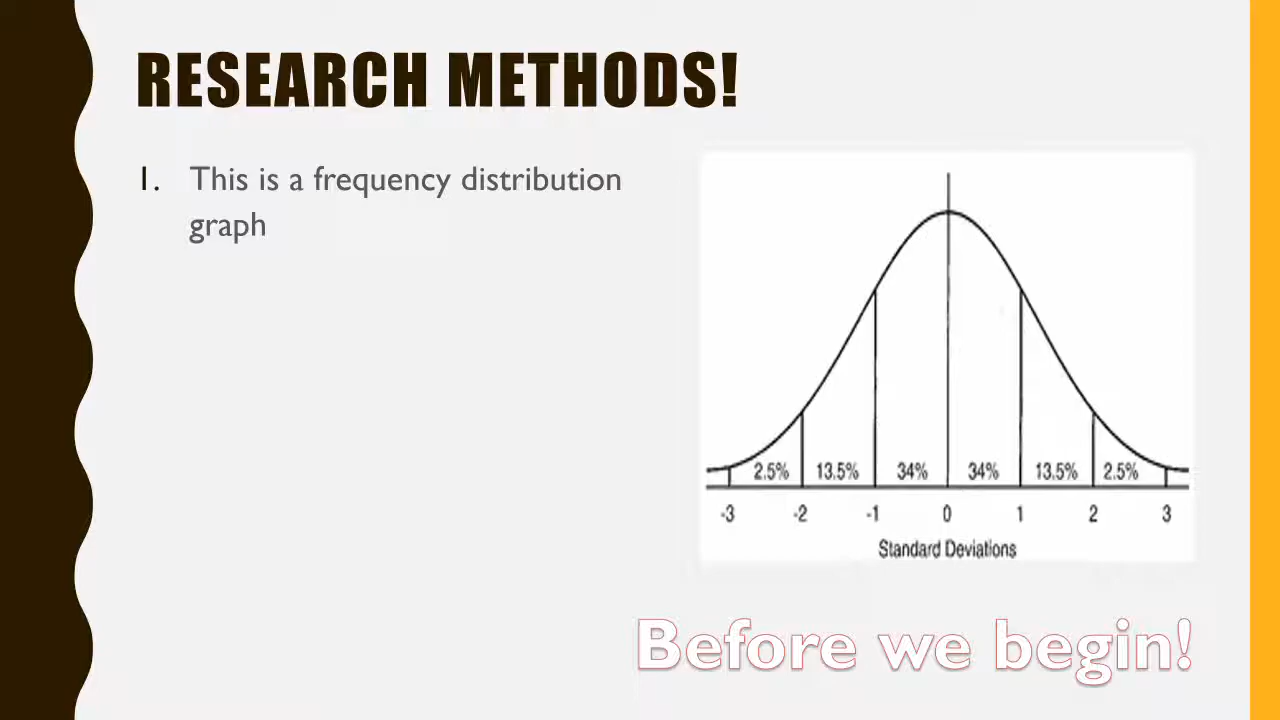 RESEARCH METHODS!
1. This is a frequency distribution
graph
2.5% 13.5% 34% 34% 13.5% 2.5%
-3 -2 -1 0 1 2 3
Standard Deviations
Before we begin!